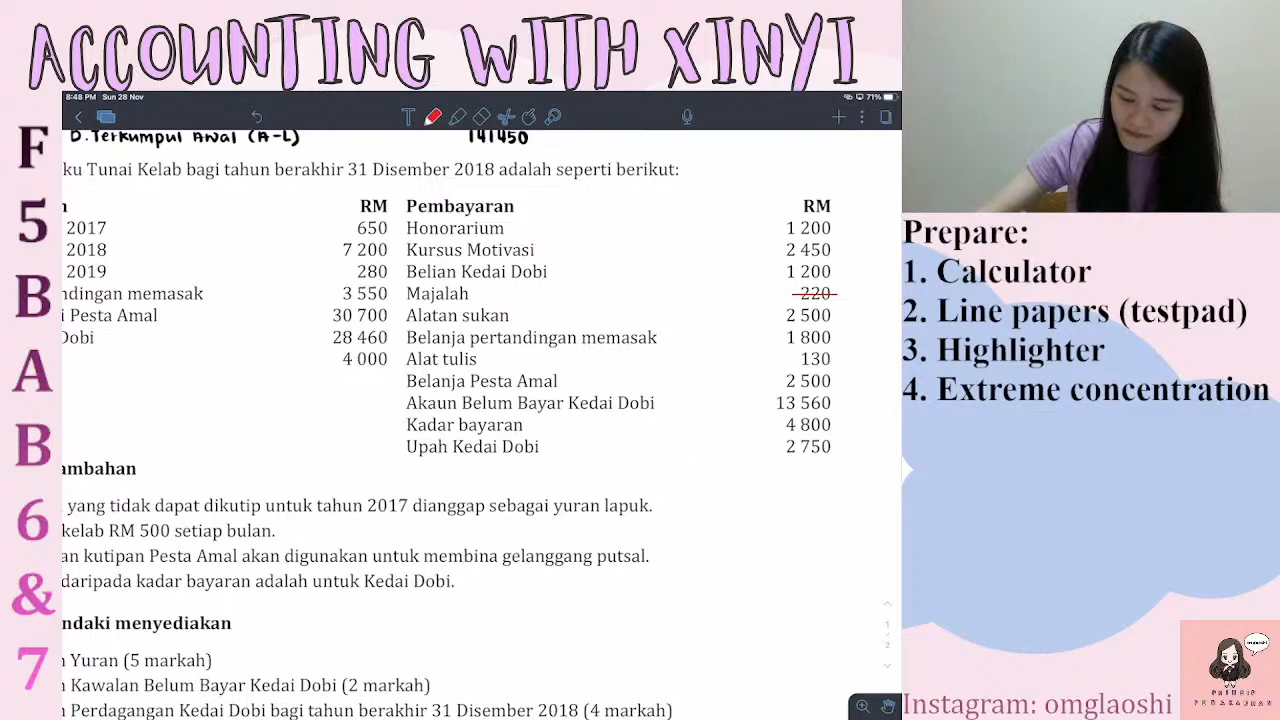 ACCOUNTING WITH XINYI
F
5
B
A
B
6
&
7
8:48 PM Sun 28 Nov
71%
D. Terkumpul Awal (A-L) 141450
ku Tunai Kelab bagi tahun berakhir 31 Disember 2018 adalah seperti berikut:
n RM Pembayaran RM
2017 650 Honorarium 1 200
2018 7 200 Kursus Motivasi 2 450
2019 280 Belian Kedai Dobi 1 200
ndingan memasak 3 550 Majalah 220
i Pesta Amal 30 700 Alatan sukan 2 500
Dobi 28 460 Belanja pertandingan memasak 1 800
4 000 Alat tulis 130
Belanja Pesta Amal 2 500
Akaun Belum Bayar Kedai Dobi 13 560
Kadar bayaran 4 800
Upah Kedai Dobi 2 750
ambahan
yang tidak dapat dikutip untuk tahun 2017 dianggap sebagai yuran lapuk.
kelab RM 500 setiap bulan.
an kutipan Pesta Amal akan digunakan untuk membina gelanggang putsal.
daripada kadar bayaran adalah untuk Kedai Dobi.
ndaki menyediakan
n Yuran (5 markah)
n Kawalan Belum Bayar Kedai Dobi (2 markah)
n Perdagangan Kedai Dobi bagi tahun berakhir 31 Disember 2018 (4 markah)
1
/
2
Prepare:
1. Calculator
2. Line papers (testpad)
3. Highlighter
4. Extreme concentration
Instagram: omglaoshi